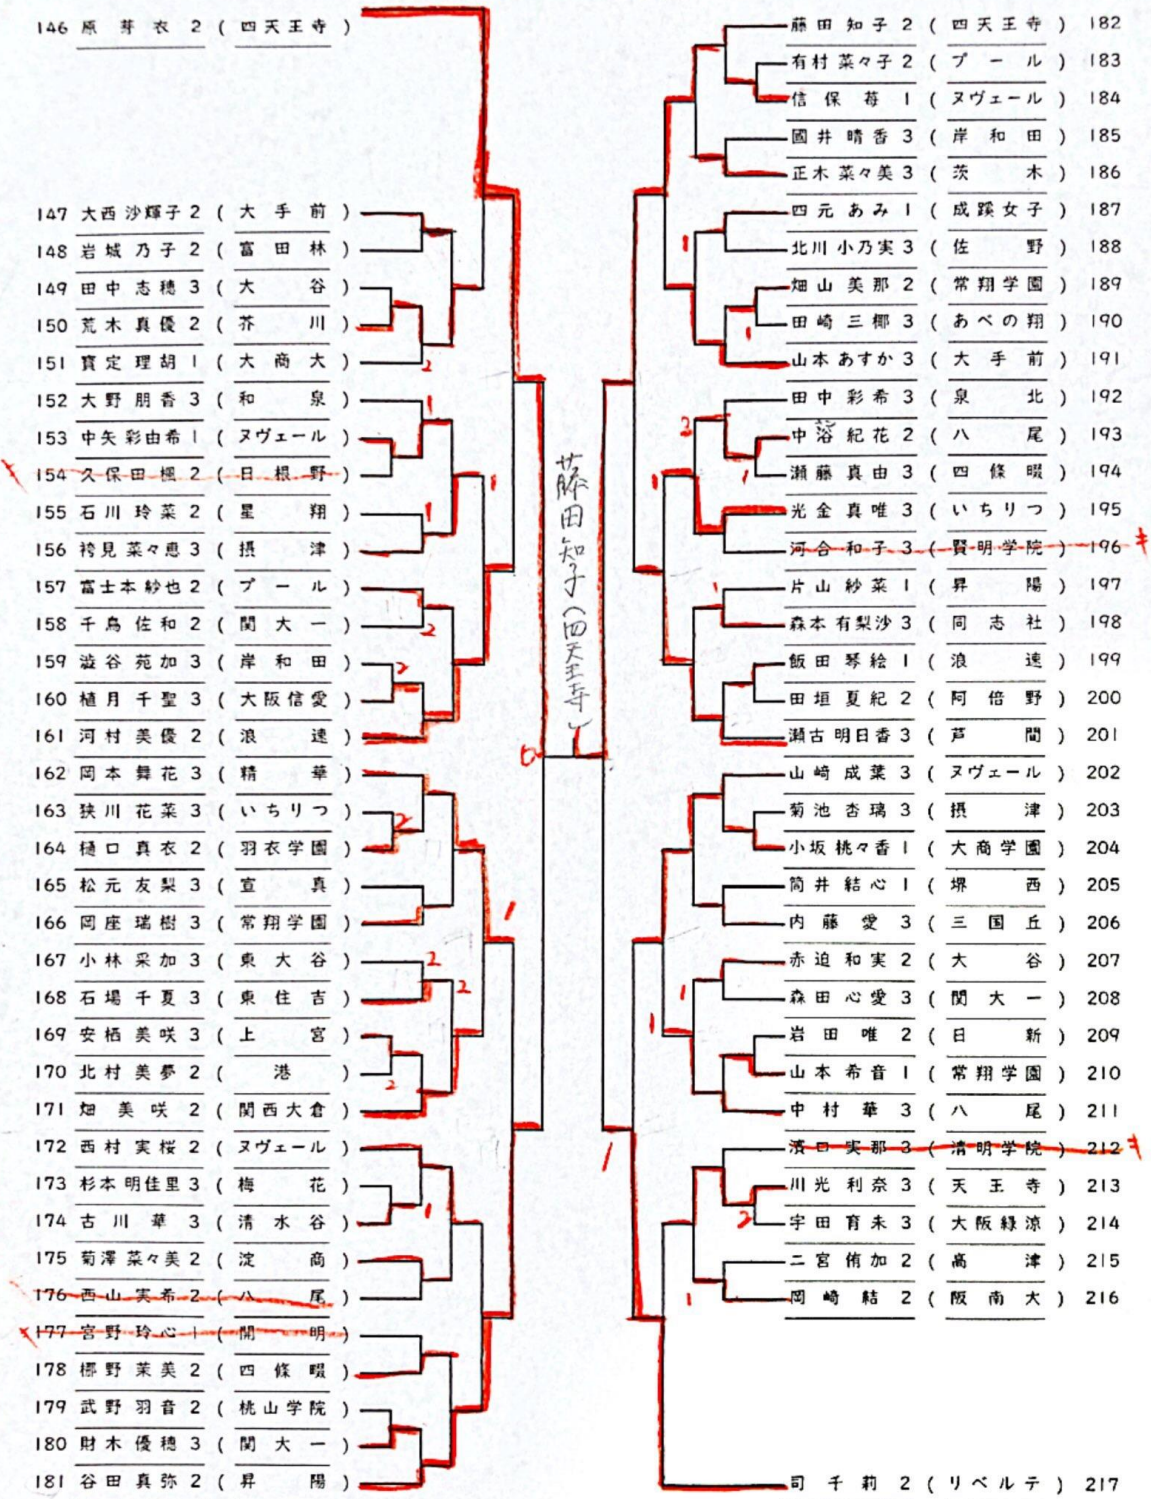 146 原 芽衣 2 ( 四天王寺 )
147 大西沙輝子 2 ( 大手前 )
148 岩城乃子 2 ( 富田林 )
149 田中志穂 3 ( 大谷 )
150 荒木真優 2 ( 芥川 )
151 寳定理胡 1 ( 大商大 )
152 大野朋香 3 ( 和泉 )
153 中矢彩由希 1 ( ヌヴェール )
154 久保田楓 2 ( 日根野 )
155 石川玲菜 2 ( 星翔 )
156 袴見菜々恵 3 ( 摂津 )
157 富士本紗也 2 ( プール )
158 千鳥佐和 2 ( 関大一 )
159 澁谷苑加 3 ( 岸和田 )
160 植月千聖 3 ( 大阪信愛 )
161 河村美優 2 ( 浪速 )
162 岡本舞花 3 ( 精華 )
163 狭川花菜 3 ( いちりつ )
164 樋口真衣 2 ( 羽衣学園 )
165 松元友梨 3 ( 宣真 )
166 岡座瑞樹 3 ( 常翔学園 )
167 小林采加 3 ( 東大谷 )
168 石場千夏 3 ( 東住吉 )
169 安栖美咲 3 ( 上宮 )
170 北村美夢 2 ( 港 )
171 畑美咲 2 ( 関西大倉 )
172 西村実桜 2 ( ヌヴェール )
173 杉本明佳里 3 ( 梅花 )
174 古川華 3 ( 清水谷 )
175 菊澤菜々美 2 ( 淀商 )
176 西山実希 2 ( 八尾 )
177 宮野玲心 1 ( 開明 )
178 梛野茉美 2 ( 四條畷 )
179 武野羽音 2 ( 桃山学院 )
180 財木優穂 3 ( 関大一 )
181 谷田真弥 2 ( 昇陽 )
藤田知子(四天王寺)
6-1
藤田知子 2 ( 四天王寺 ) 182
有村菜々子 2 ( プール ) 183
信保苺 1 ( ヌヴェール ) 184
國井晴香 3 ( 岸和田 ) 185
正木菜々美 3 ( 茨木 ) 186
四元あみ 1 ( 成蹊女子 ) 187
北川小乃実 3 ( 佐野 ) 188
畑山美那 2 ( 常翔学園 ) 189
田崎三椰 3 ( あべの翔 ) 190
山本あすか 3 ( 大手前 ) 191
田中彩希 3 ( 泉北 ) 192
中溶紀花 2 ( 八尾 ) 193
瀬藤真由 3 ( 四條畷 ) 194
光金真唯 3 ( いちりつ ) 195
河合和子 3 ( 賢明学院 ) 196
片山紗菜 1 ( 昇陽 ) 197
森本有梨沙 3 ( 同志社 ) 198
飯田琴絵 1 ( 浪速 ) 199
田垣夏紀 2 ( 阿倍野 ) 200
瀬古明日香 3 ( 芦間 ) 201
山崎成葉 3 ( ヌヴェール ) 202
菊池杏璃 3 ( 摂津 ) 203
小坂桃々香 1 ( 大商学園 ) 204
筒井結心 1 ( 堺西 ) 205
内藤愛 3 ( 三国丘 ) 206
赤迫和実 2 ( 大谷 ) 207
森田心愛 3 ( 関大一 ) 208
岩田唯 2 ( 日新 ) 209
山本希音 1 ( 常翔学園 ) 210
中村華 3 ( 八尾 ) 211
濱口実那 3 ( 清明学院 ) 212
川光利奈 3 ( 天王寺 ) 213
宇田育未 3 ( 大阪緑涼 ) 214
二宮侑加 2 ( 高津 ) 215
岡崎結 2 ( 阪南大 ) 216
司千莉 2 ( リベルテ ) 217